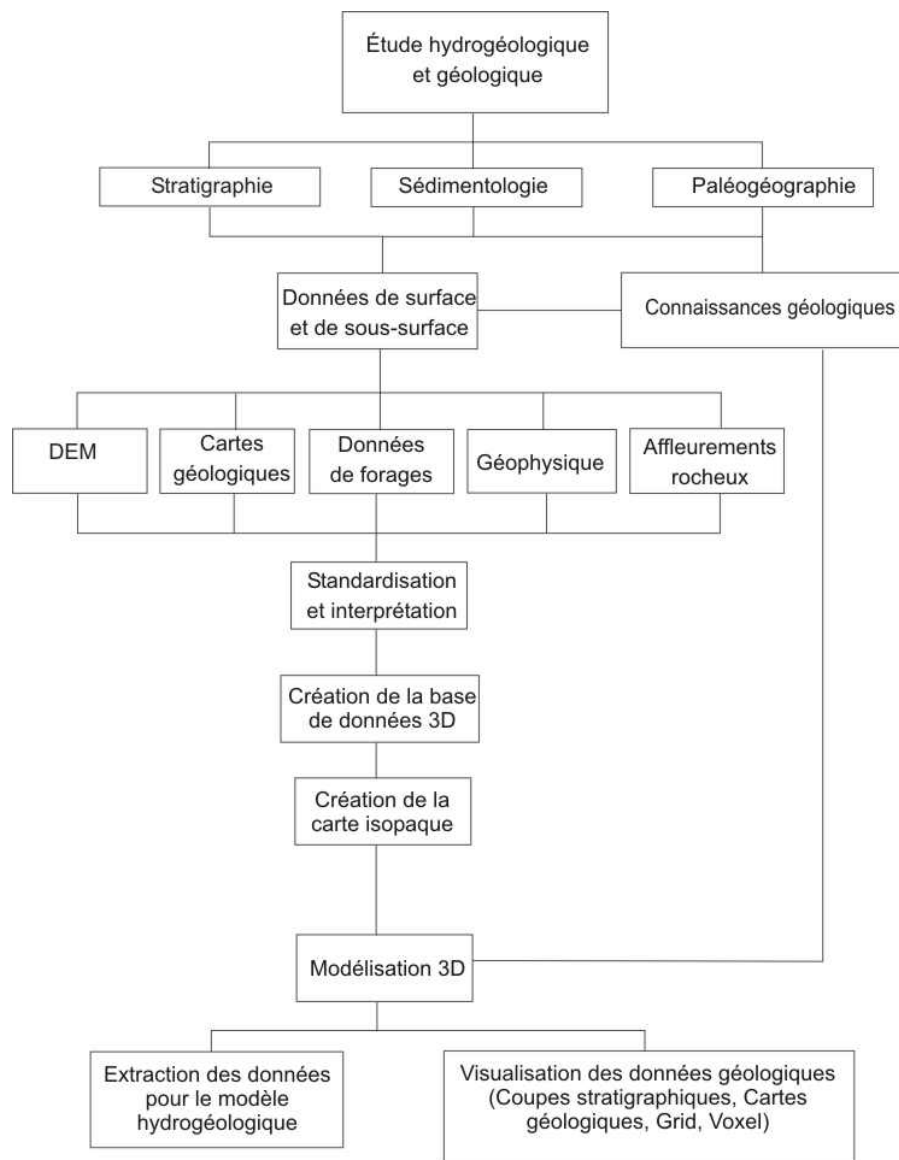 Étude hydrogéologique
et géologique
Stratigraphie
Sédimentologie
Paléogéographie
Données de surface
et de sous-surface
Connaissances géologiques
DEM
Cartes
géologiques
Données
de forages
Géophysique
Affleurements
rocheux
Standardisation
et interprétation
Création de la base
de données 3D
Création de la
carte isopaque
Modélisation 3D
Extraction des données
pour le modèle
hydrogéologique
Visualisation des données géologiques
(Coupes stratigraphiques, Cartes
géologiques, Grid, Voxel)